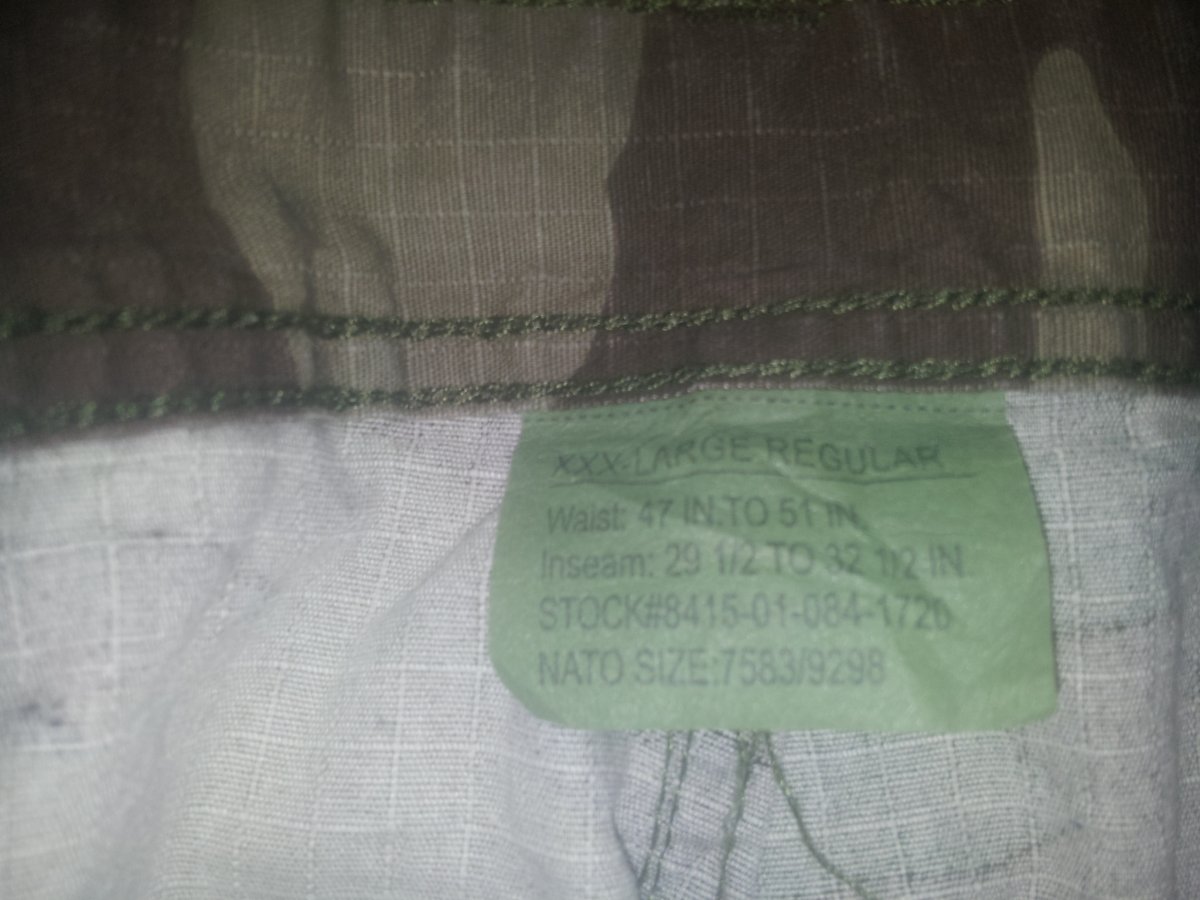 XXX-LARGE REGULAR
Waist: 47 IN.TO 51 IN.
Inseam: 29 1/2 TO 32 1/2 IN.
STOCK#8415-01-084-1720
NATO SIZE:7583/9298